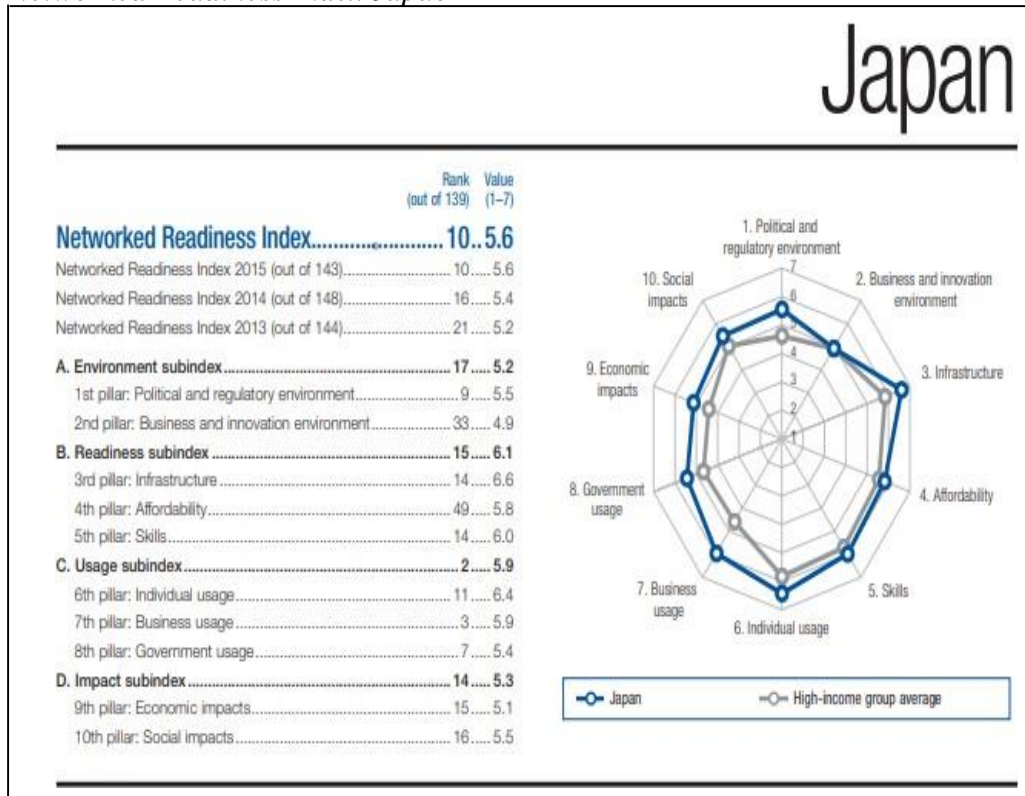 Japan
Rank Value
(out of 139) (1–7)
Networked Readiness Index........................ 10..5.6
Networked Readiness Index 2015 (out of 143)........................... 10..... 5.6
Networked Readiness Index 2014 (out of 148)........................... 16..... 5.4
Networked Readiness Index 2013 (out of 144)........................... 21..... 5.2
A. Environment subindex......................................................... 17..... 5.2
1st pillar: Political and regulatory environment......................... 9..... 5.5
2nd pillar: Business and innovation environment.................... 33..... 4.9
B. Readiness subindex............................................................ 15..... 6.1
3rd pillar: Infrastructure........................................................... 14..... 6.6
4th pillar: Affordability.............................................................. 49..... 5.8
5th pillar: Skills........................................................................ 14..... 6.0
C. Usage subindex.................................................................... 2..... 5.9
6th pillar: Individual usage....................................................... 11..... 6.4
7th pillar: Business usage......................................................... 3..... 5.9
8th pillar: Government usage................................................... 7..... 5.4
D. Impact subindex................................................................. 14..... 5.3
9th pillar: Economic impacts.................................................... 15..... 5.1
10th pillar: Social impacts........................................................ 16..... 5.5
1. Political and
regulatory environment
2. Business and innovation
environment
3. Infrastructure
4. Affordability
5. Skills
6. Individual usage
7. Business
usage
8. Government
usage
9. Economic
impacts
10. Social
impacts
7
6
5
4
3
2
1
Japan
High-income group average